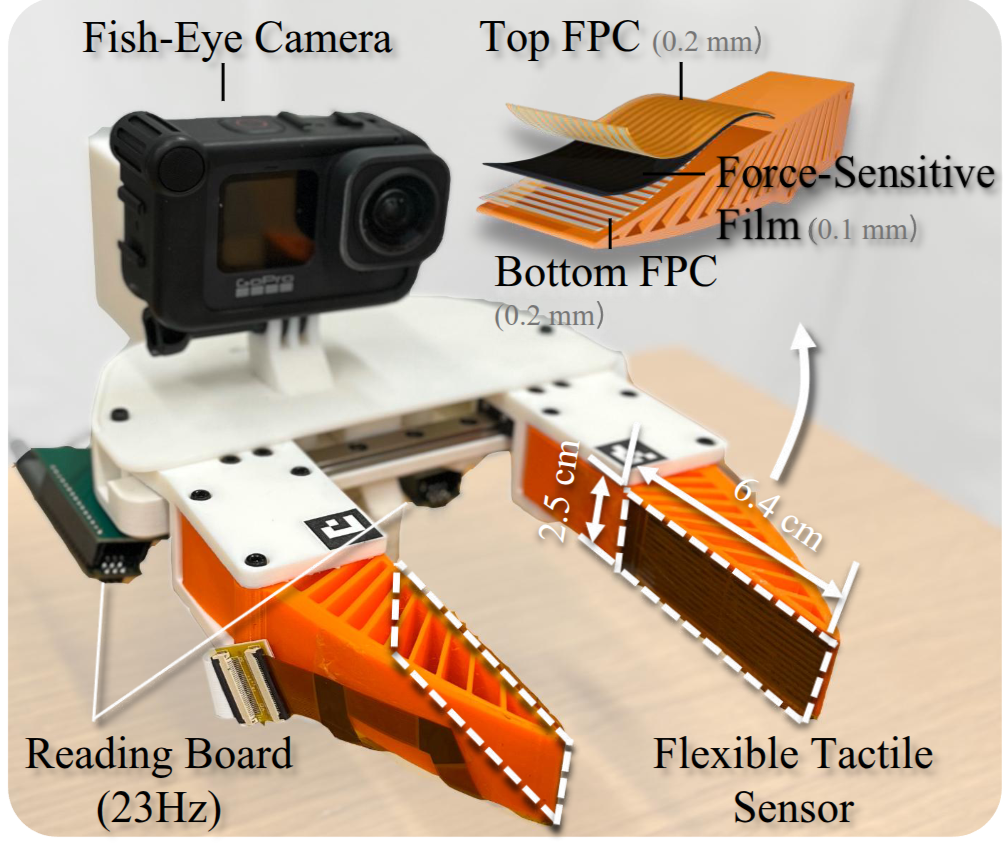 Fish-Eye Camera
Top FPC (0.2 mm)
Force-Sensitive
Film (0.1 mm)
Bottom FPC
(0.2 mm)
GoPro
2.5 cm
6.4 cm
Reading Board
(23Hz)
Flexible Tactile
Sensor